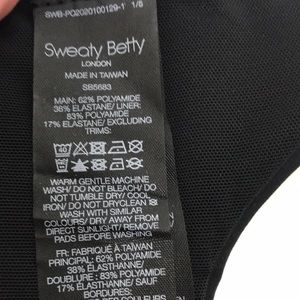 SWB-PO2020100129-1 1/8
Sweaty Betty
LONDON
MADE IN TAIWAN
SB5683
MAIN: 62% POLYAMIDE
38% ELASTANE/ LINER:
83% POLYAMIDE
17% ELASTANE/ EXCLUDING
TRIMS:
WARM GENTLE MACHINE
WASH/ DO NOT BLEACH/ DO
NOT TUMBLE DRY/ COOL
IRON/ DO NOT DRYCLEAN
WASH WITH SIMILAR
COLOURS/ DRY AWAY FROM
DIRECT SUNLIGHT/ REMOVE
PADS BEFORE WASHING
FR: FABRIQUÉ À TAÏWAN
PRINCIPAL: 62% POLYAMIDE
38% ÉLASTHANNE/
DOUBLURE : 83% POLYAMIDE
17% ÉLASTHANNE/ SAUF
BORDURES: